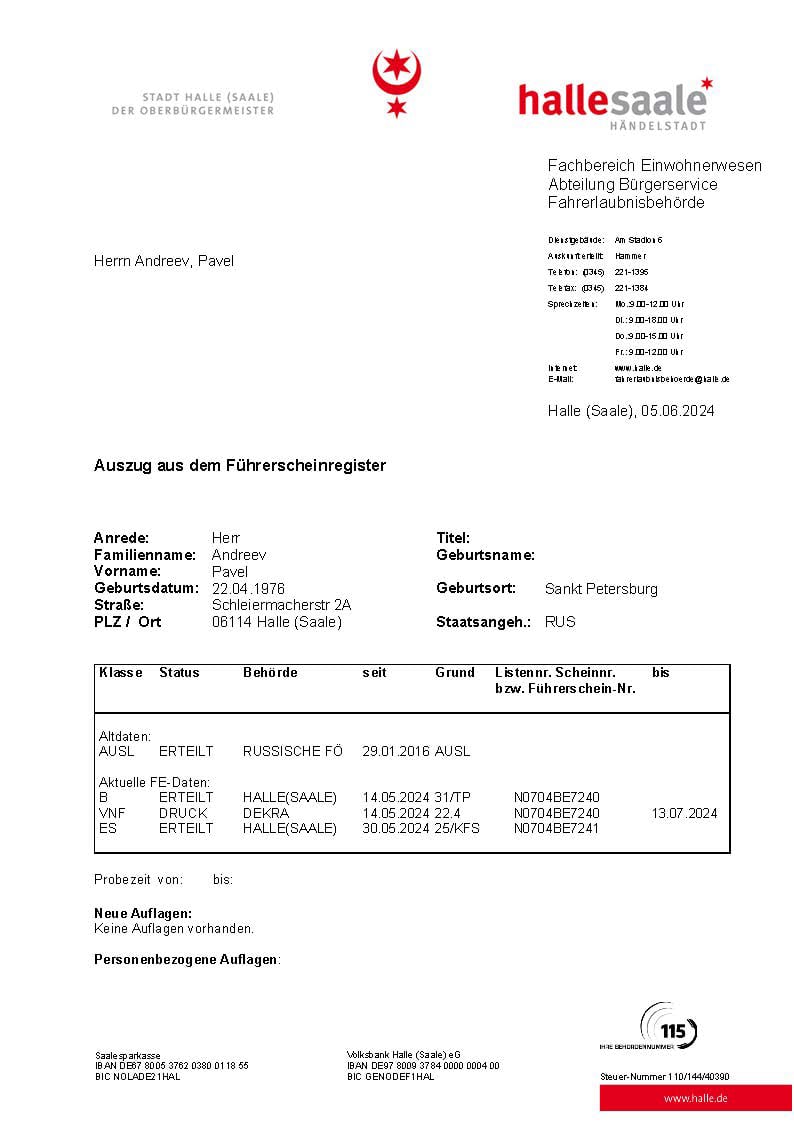 STADT HALLE (SAALE)
DER OBERBÜRGERMEISTER
hallesaale
HÄNDELSTADT
Fachbereich Einwohnerwesen
Abteilung Bürgerservice
Fahrerlaubnisbehörde
Dienstgebäude: Am Stadion 6
Auskunft erteilt: Hammer
Telefon: (0345) 221-1395
Telefax: (0345) 221-1384
Sprechzeiten: Mo.:9.00-12.00 Uhr
Di.: 9.00-18.00 Uhr
Do.:9.00-15.00 Uhr
Fr.: 9.00-12.00 Uhr
Internet: www.halle.de
E-Mail: fahrerlaubnisbehoerde@halle.de
Herrn Andreev, Pavel
Halle (Saale), 05.06.2024
Auszug aus dem Führerscheinregister
Anrede: Herr Titel:
Familienname: Andreev Geburtsname:
Vorname: Pavel
Geburtsdatum: 22.04.1976 Geburtsort: Sankt Petersburg
Straße: Schleiermacherstr 2A
PLZ / Ort 06114 Halle (Saale) Staatsangeh.: RUS
Klasse Status Behörde seit Grund Listennr. Scheinnr. bis
bzw. Führerschein-Nr.
Altdaten:
AUSL ERTEILT RUSSISCHE FÖ 29.01.2016 AUSL
Aktuelle FE-Daten:
B ERTEILT HALLE(SAALE) 14.05.2024 31/TP N0704BE7240
VNF DRUCK DEKRA 14.05.2024 22.4 N0704BE7240 13.07.2024
ES ERTEILT HALLE(SAALE) 30.05.2024 25/KFS N0704BE7241
Probezeit von: bis:
Neue Auflagen:
Keine Auflagen vorhanden.
Personenbezogene Auflagen:
115
IHRE BEHÖRDENNUMMER
Saalesparkasse
IBAN DE67 8005 3762 0380 0118 55
BIC NOLADE21HAL
Volksbank Halle (Saale) eG
IBAN DE97 8009 3784 0000 0004 00
BIC GENODEF1HAL
Steuer-Nummer 110/144/40390
www.halle.de